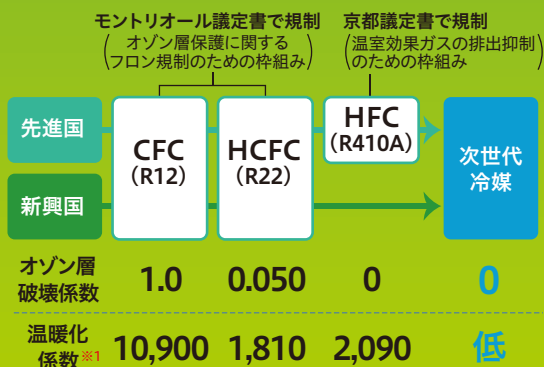 モントリオール議定書で規制
(オゾン層保護に関する
フロン規制のための枠組み)
京都議定書で規制
(温室効果ガスの排出抑制
のための枠組み)
先進国
新興国
CFC
(R12)
HCFC
(R22)
HFC
(R410A)
次世代
冷媒
オゾン層
破壊係数
1.0
0.050
0
0
温暖化
係数※1
10,900
1,810
2,090
低